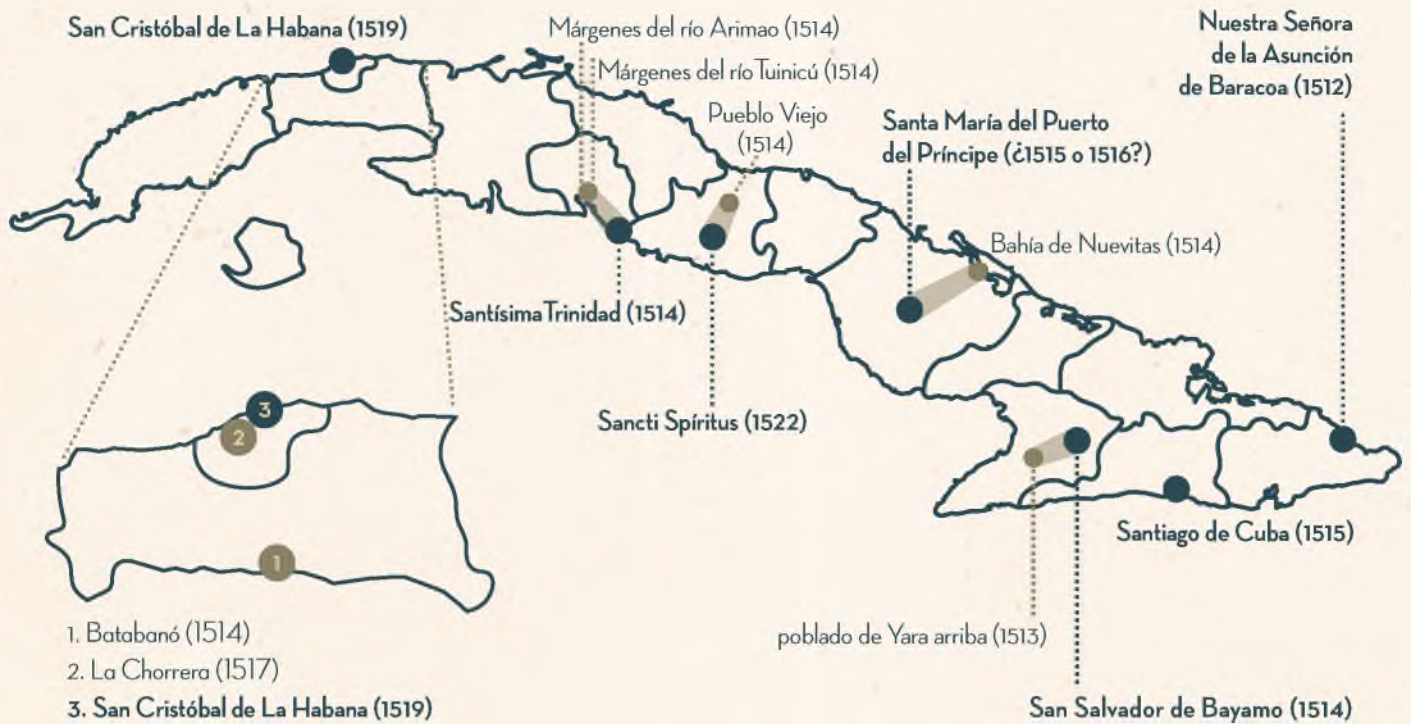 San Cristóbal de La Habana (1519)
Márgenes del río Arimao (1514)
Márgenes del río Tuinicú (1514)
Pueblo Viejo
(1514)
Santa María del Puerto
del Príncipe (¿1515 o 1516?)
Nuestra Señora
de la Asunción
de Baracoa (1512)
Bahía de Nuevitas (1514)
Santísima Trinidad (1514)
Sancti Spíritus (1522)
Santiago de Cuba (1515)
poblado de Yara arriba (1513)
San Salvador de Bayamo (1514)
3
2
1
1. Batabanó (1514)
2. La Chorrera (1517)
3. San Cristóbal de La Habana (1519)